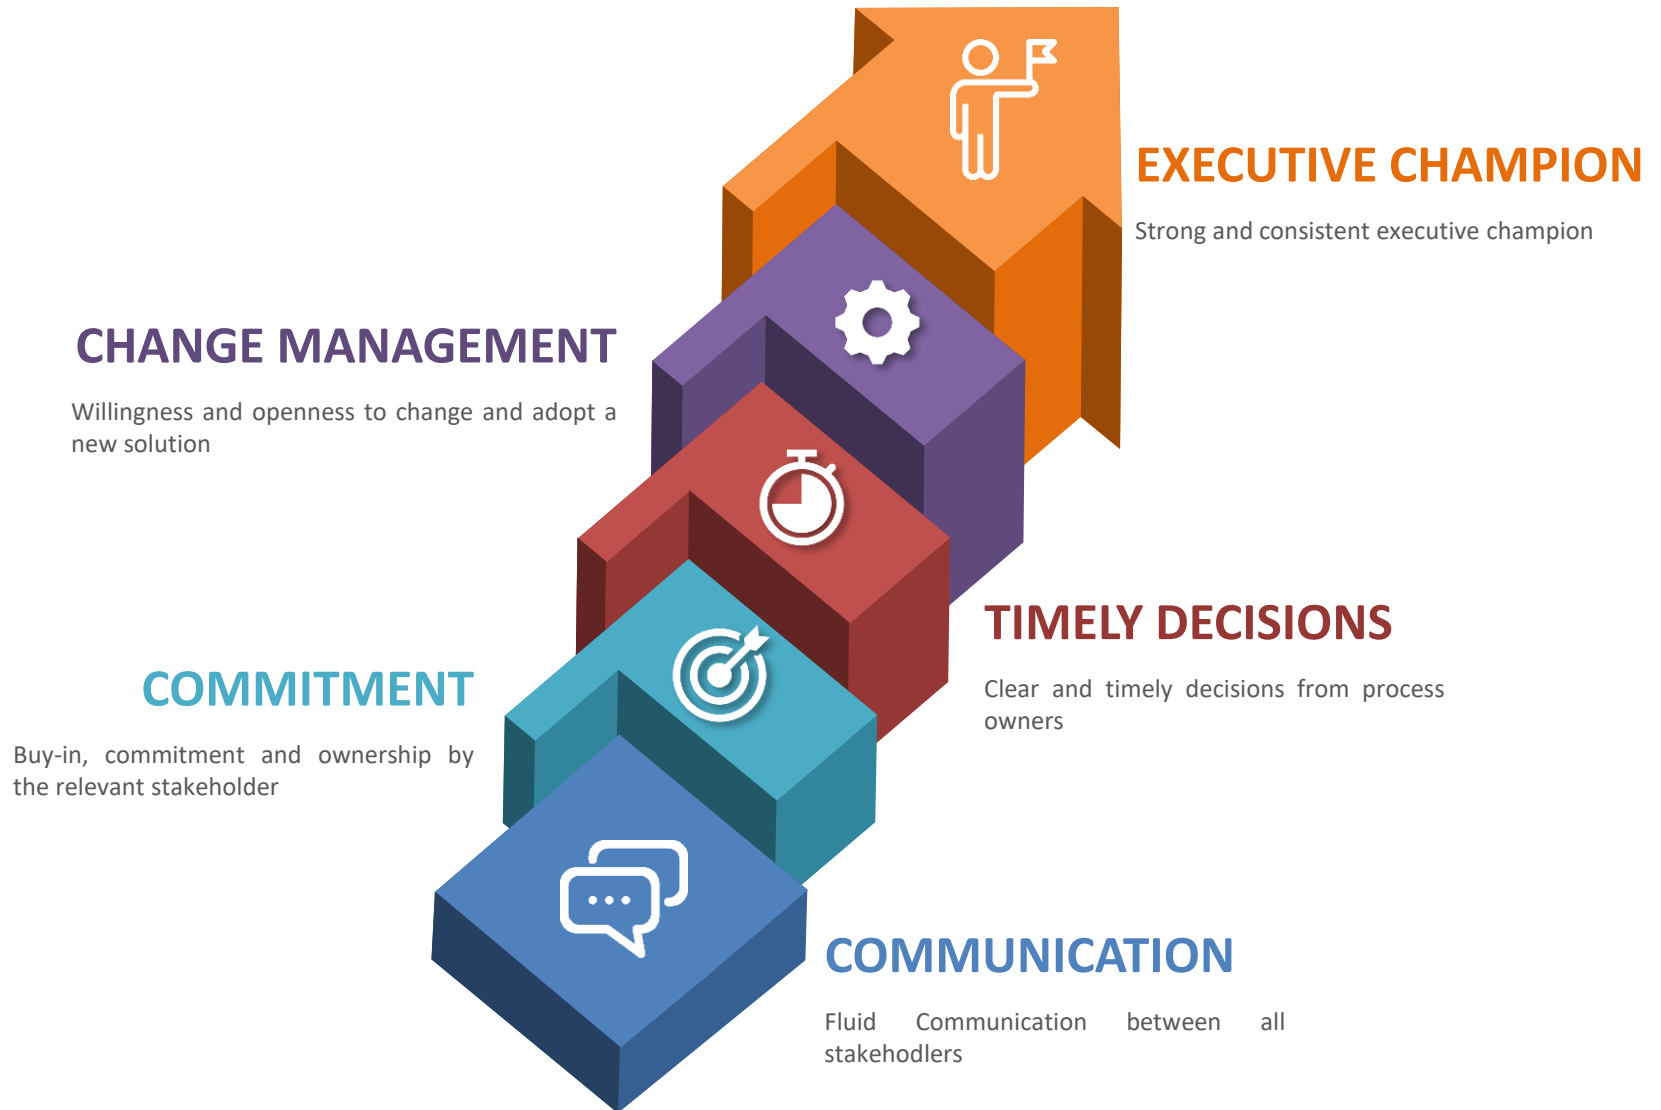 EXECUTIVE CHAMPION
Strong and consistent executive champion
CHANGE MANAGEMENT
Willingness and openness to change and adopt a
new solution
TIMELY DECISIONS
Clear and timely decisions from process
owners
COMMITMENT
Buy-in, commitment and ownership by
the relevant stakeholder
COMMUNICATION
Fluid Communication between all
stakehodlers